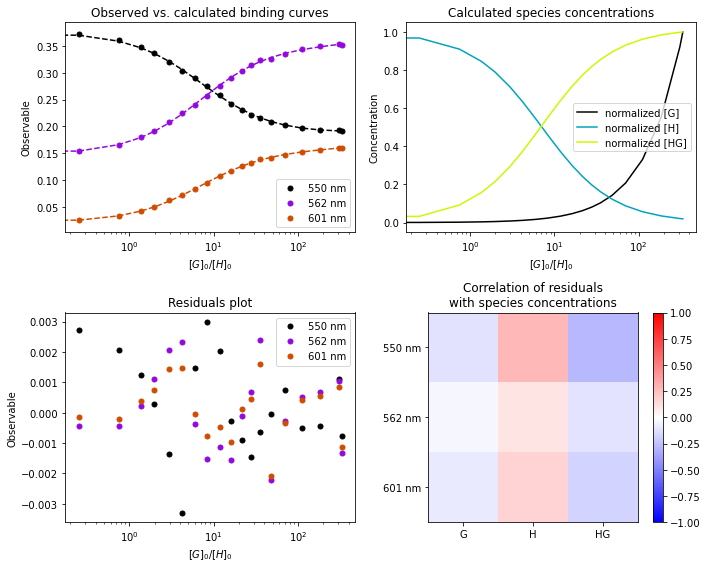 Observed vs. calculated binding curves
Observable
0.35
0.30
0.25
0.20
0.15
0.10
0.05
550 nm
562 nm
601 nm
10⁰
10¹
10²
[G]₀/[H]₀
Calculated species concentrations
Concentration
1.0
0.8
0.6
0.4
0.2
0.0
normalized [G]
normalized [H]
normalized [HG]
10⁰
10¹
10²
[G]₀/[H]₀
Residuals plot
Observable
0.003
0.002
0.001
0.000
−0.001
−0.002
−0.003
550 nm
562 nm
601 nm
10⁰
10¹
10²
[G]₀/[H]₀
Correlation of residuals
with species concentrations
550 nm
562 nm
601 nm
G
H
HG
1.00
0.75
0.50
0.25
0.00
−0.25
−0.50
−0.75
−1.00